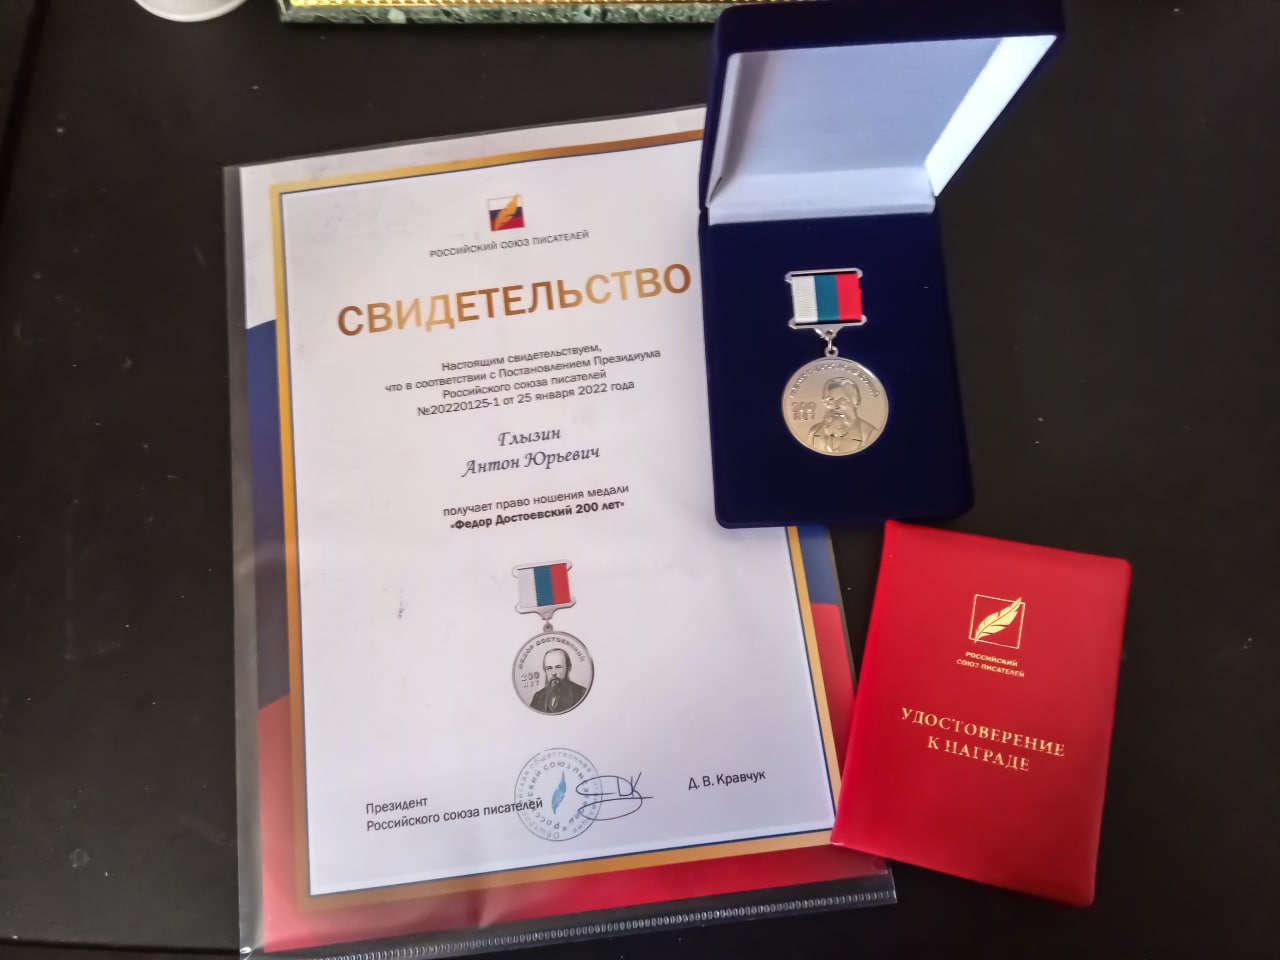 РОССИЙСКИЙ СОЮЗ ПИСАТЕЛЕЙ
СВИДЕТЕЛЬСТВО
Настоящим свидетельствуем,
что в соответствии с Постановлением Президиума
Российского союза писателей
№20220125-1 от 25 января 2022 года
Глызин
Антон Юрьевич
получает право ношения медали
«Федор Достоевский 200 лет»
ФЕДОР ДОСТОЕВСКИЙ
200
ЛЕТ
Президент
Российского союза писателей
Д. В. Кравчук
200
ЛЕТ
РОССИЙСКИЙ
СОЮЗ ПИСАТЕЛЕЙ
УДОСТОВЕРЕНИЕ
К НАГРАДЕ